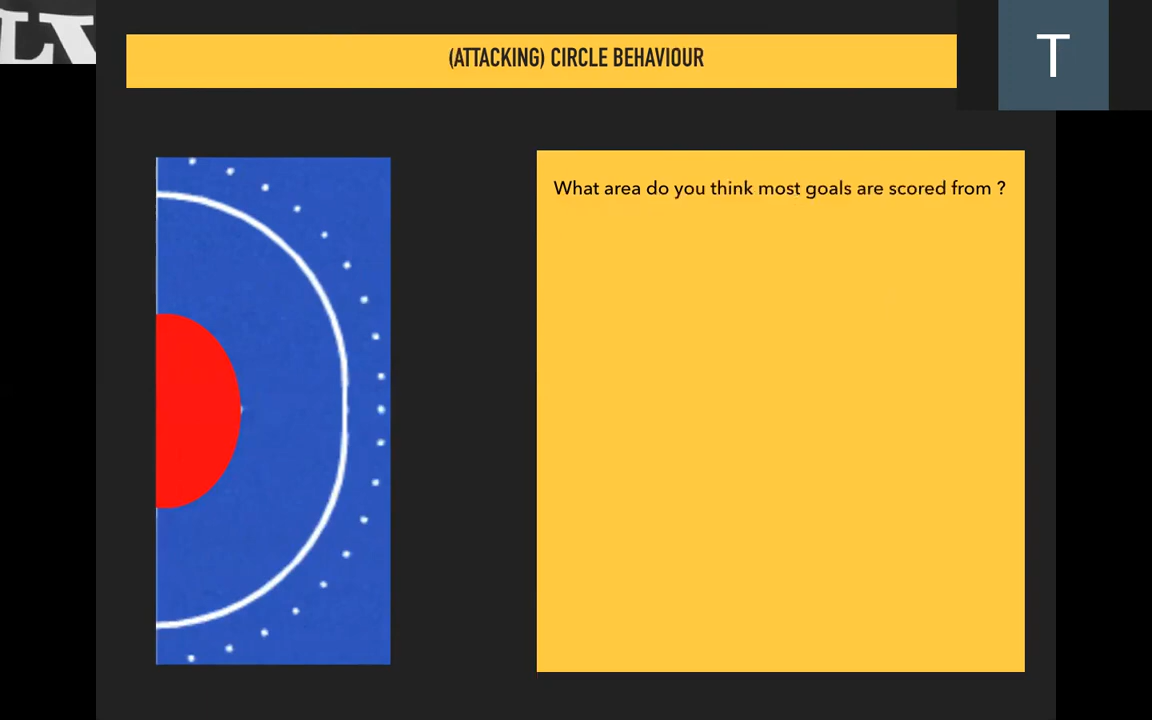 (ATTACKING) CIRCLE BEHAVIOUR
T
What area do you think most goals are scored from ?